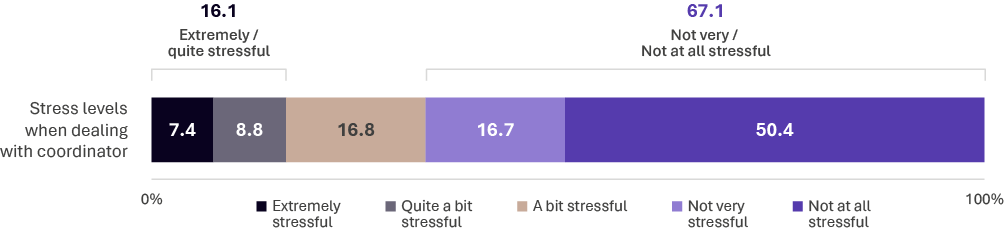 16.1
Extremely /
quite stressful
67.1
Not very /
Not at all stressful
Stress levels
when dealing
with coordinator
7.4
8.8
16.8
16.7
50.4
0%
100%
Extremely
stressful
Quite a bit
stressful
A bit stressful
Not very
stressful
Not at all
stressful